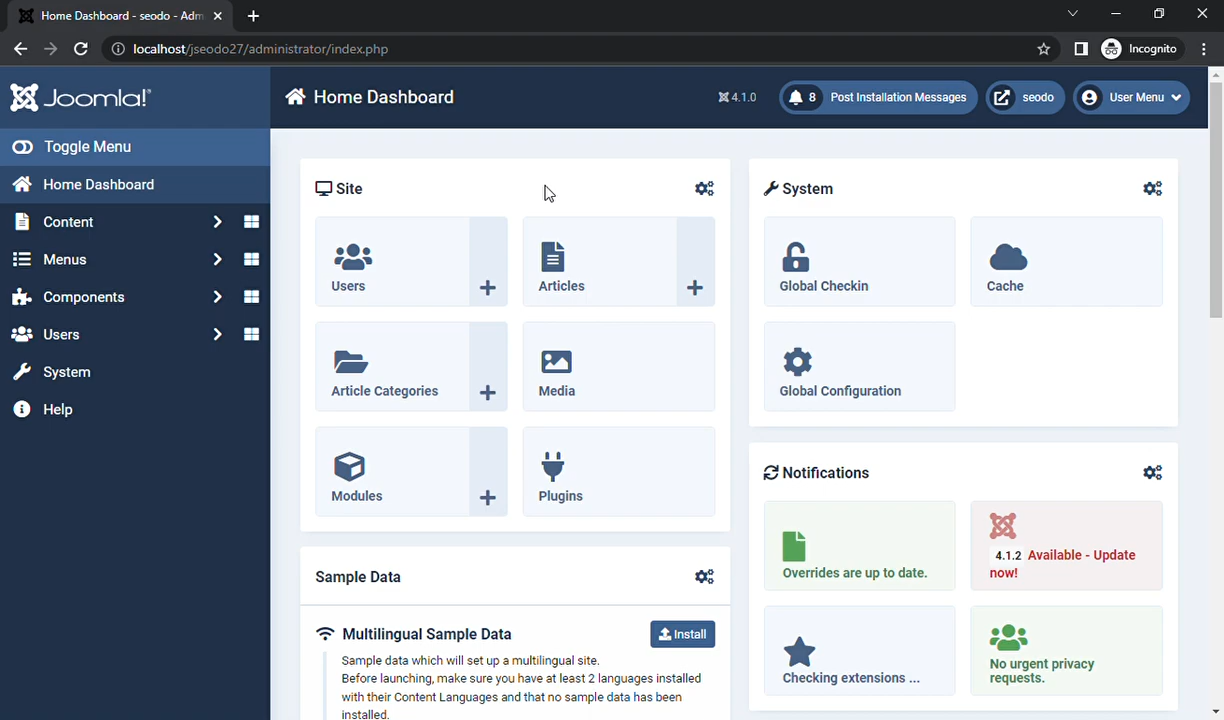 Home Dashboard - seodo - Adm
localhost/jseodo27/administrator/index.php
Incognito
Joomla!
Home Dashboard
4.1.0
8 Post Installation Messages
seodo
User Menu
Toggle Menu
Home Dashboard
Content
Menus
Components
Users
System
Help
Site
Users
Articles
Article Categories
Media
Modules
Plugins
Sample Data
Multilingual Sample Data
Install
Sample data which will set up a multilingual site.
Before launching, make sure you have at least 2 languages installed
with their Content Languages and that no sample data has been
installed.
System
Global Checkin
Cache
Global Configuration
Notifications
Overrides are up to date.
4.1.2 Available - Update
now!
Checking extensions ...
No urgent privacy
requests.